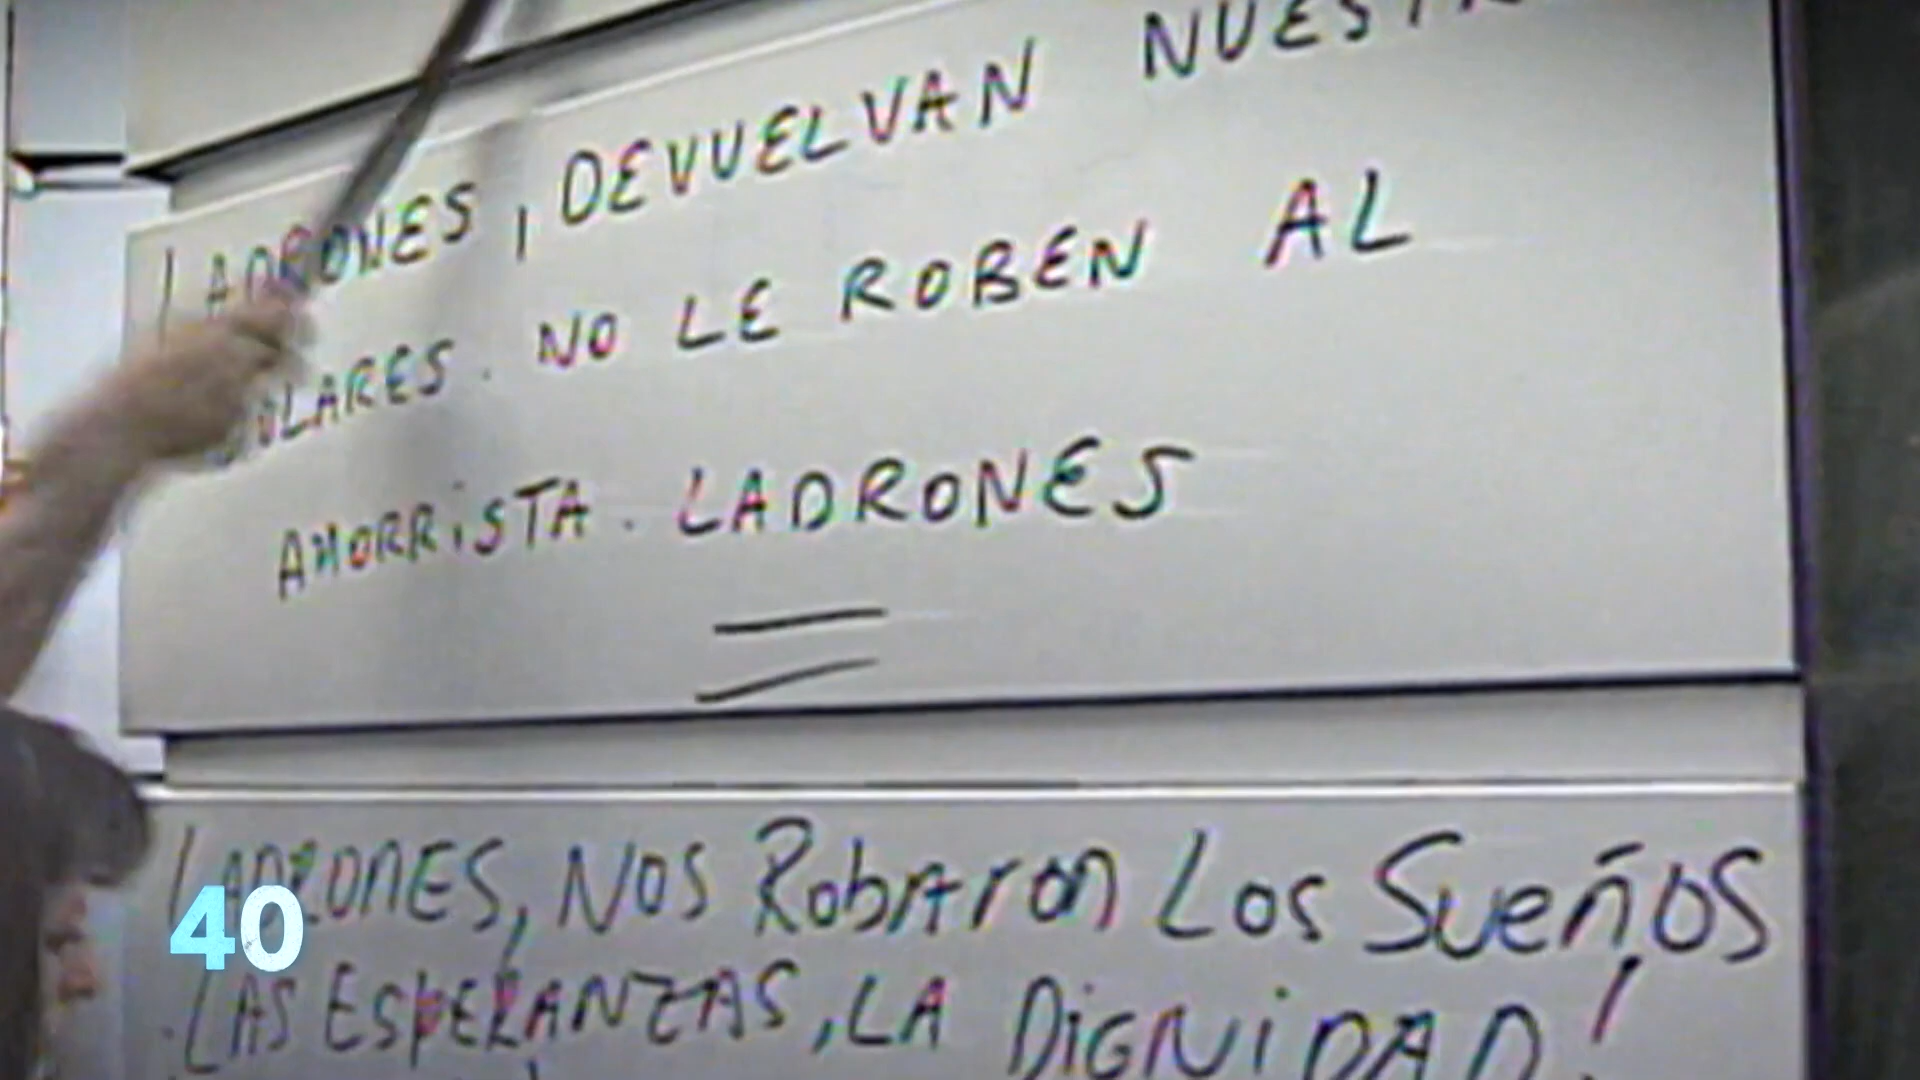 LADRONES, DEVUELVAN
DOLARES. NO LE ROBEN AL
AHORRISTA. LADRONES
LADRONES, NOS RobARon Los SueñOS
LAS ESPERANZAS, LA DiGNiDAD!
40